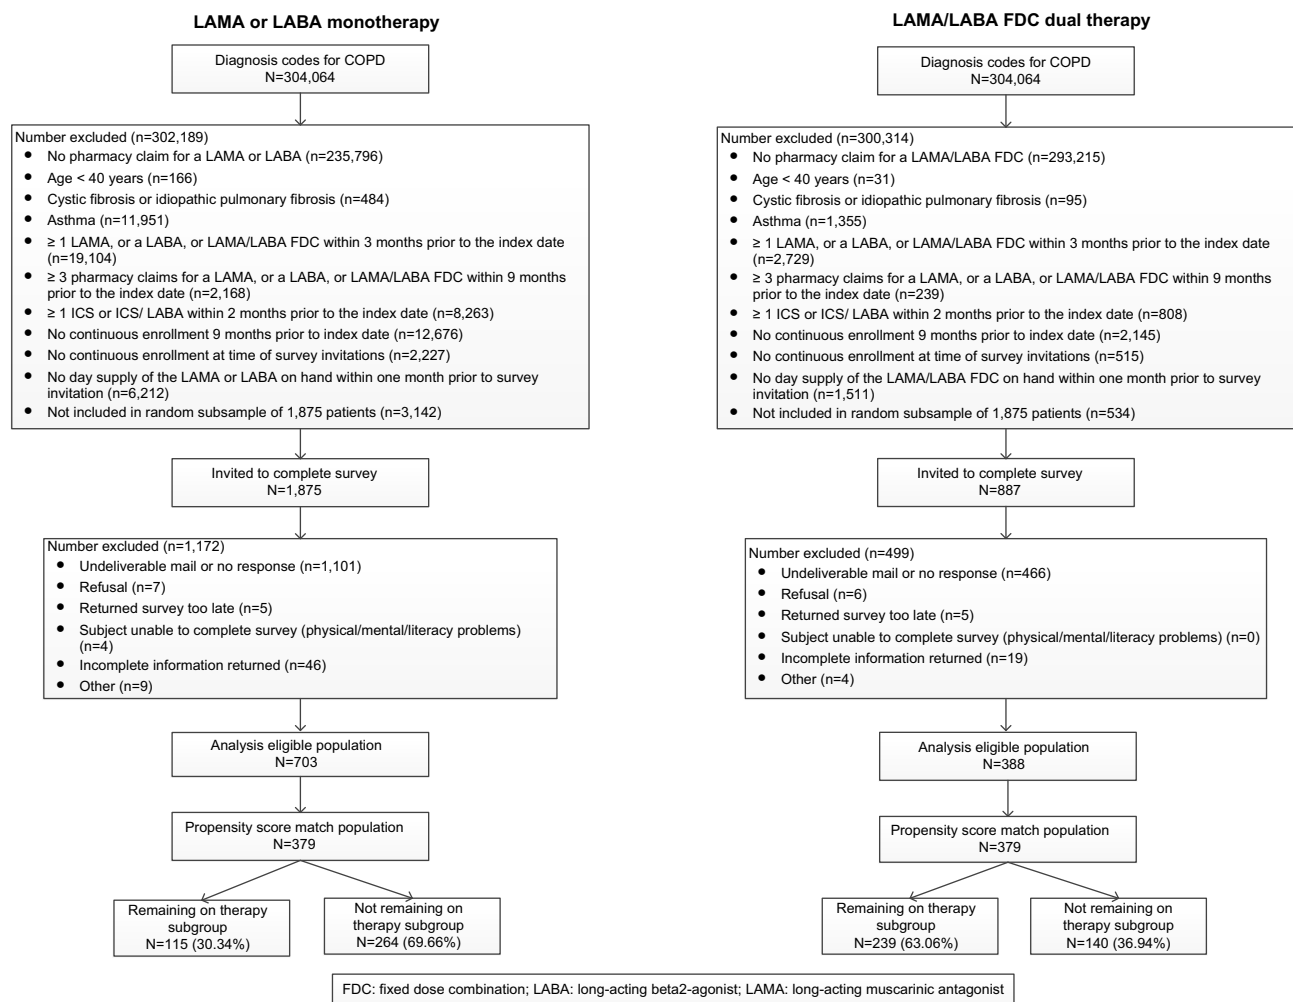 LAMA or LABA monotherapy
Diagnosis codes for COPD
N=304,064
Number excluded (n=302,189)
● No pharmacy claim for a LAMA or LABA (n=235,796)
● Age < 40 years (n=166)
● Cystic fibrosis or idiopathic pulmonary fibrosis (n=484)
● Asthma (n=11,951)
● ≥ 1 LAMA, or a LABA, or LAMA/LABA FDC within 3 months prior to the index date
(n=19,104)
● ≥ 3 pharmacy claims for a LAMA, or a LABA, or LAMA/LABA FDC within 9 months
prior to the index date (n=2,168)
● ≥ 1 ICS or ICS/ LABA within 2 months prior to the index date (n=8,263)
● No continuous enrollment 9 months prior to index date (n=12,676)
● No continuous enrollment at time of survey invitations (n=2,227)
● No day supply of the LAMA or LABA on hand within one month prior to survey
invitation (n=6,212)
● Not included in random subsample of 1,875 patients (n=3,142)
Invited to complete survey
N=1,875
Number excluded (n=1,172)
● Undeliverable mail or no response (n=1,101)
● Refusal (n=7)
● Returned survey too late (n=5)
● Subject unable to complete survey (physical/mental/literacy problems)
(n=4)
● Incomplete information returned (n=46)
● Other (n=9)
Analysis eligible population
N=703
Propensity score match population
N=379
Remaining on therapy
subgroup
N=115 (30.34%)
Not remaining on
therapy subgroup
N=264 (69.66%)
LAMA/LABA FDC dual therapy
Diagnosis codes for COPD
N=304,064
Number excluded (n=300,314)
● No pharmacy claim for a LAMA/LABA FDC (n=293,215)
● Age < 40 years (n=31)
● Cystic fibrosis or idiopathic pulmonary fibrosis (n=95)
● Asthma (n=1,355)
● ≥ 1 LAMA, or a LABA, or LAMA/LABA FDC within 3 months prior to the index date
(n=2,729)
● ≥ 3 pharmacy claims for a LAMA, or a LABA, or LAMA/LABA FDC within 9 months
prior to the index date (n=239)
● ≥ 1 ICS or ICS/ LABA within 2 months prior to the index date (n=808)
● No continuous enrollment 9 months prior to index date (n=2,145)
● No continuous enrollment at time of survey invitations (n=515)
● No day supply of the LAMA/LABA FDC on hand within one month prior to survey
invitation (n=1,511)
● Not included in random subsample of 1,875 patients (n=534)
Invited to complete survey
N=887
Number excluded (n=499)
● Undeliverable mail or no response (n=466)
● Refusal (n=6)
● Returned survey too late (n=5)
● Subject unable to complete survey (physical/mental/literacy problems) (n=0)
● Incomplete information returned (n=19)
● Other (n=4)
Analysis eligible population
N=388
Propensity score match population
N=379
Remaining on therapy
subgroup
N=239 (63.06%)
Not remaining on
therapy subgroup
N=140 (36.94%)
FDC: fixed dose combination; LABA: long-acting beta2-agonist; LAMA: long-acting muscarinic antagonist